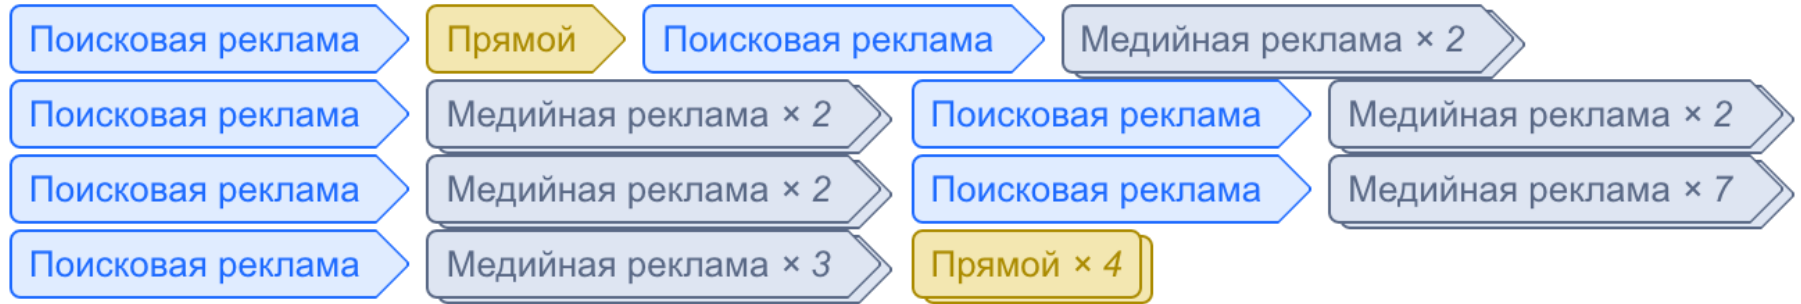 Поисковая реклама Прямой Поисковая реклама Медийная реклама × 2
Поисковая реклама Медийная реклама × 2 Поисковая реклама Медийная реклама × 2
Поисковая реклама Медийная реклама × 2 Поисковая реклама Медийная реклама × 7
Поисковая реклама Медийная реклама × 3 Прямой × 4